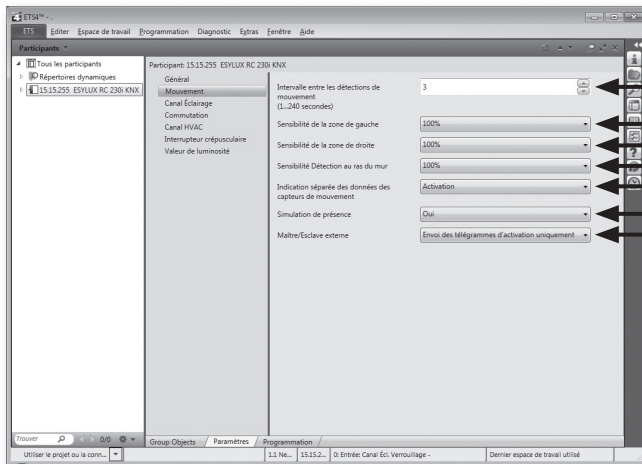 ETS4™ - .
ETS Editer Espace de travail Programmation Diagnostic Extras Fenêtre Aide
Participants
Tous les participants
Répertoires dynamiques
15.15.255 ESYLUX RC 230i KNX
Participant: 15.15.255 ESYLUX RC 230i KNX
Général
Mouvement
Canal Éclairage
Commutation
Canal HVAC
Interrupteur crépusculaire
Valeur de luminosité
Intervalle entre les détections de
mouvement
(1...240 secondes)
3
Sensibilité de la zone de gauche
100%
Sensibilité de la zone de droite
100%
Sensibilité Détection au ras du mur
100%
Indication séparée des données des
capteurs de mouvement
Activation
Simulation de présence
Oui
Maître/Esclave externe
Envoi des télégrammes d'activation uniquement
Trouver 0/0
Group Objects Paramètres Programmation
Utiliser le projet ou la conn... 1.1 Ne... 15.15.2... 0: Entrée: Canal Écl, Verrouillage - Dernier espace de travail utilisé